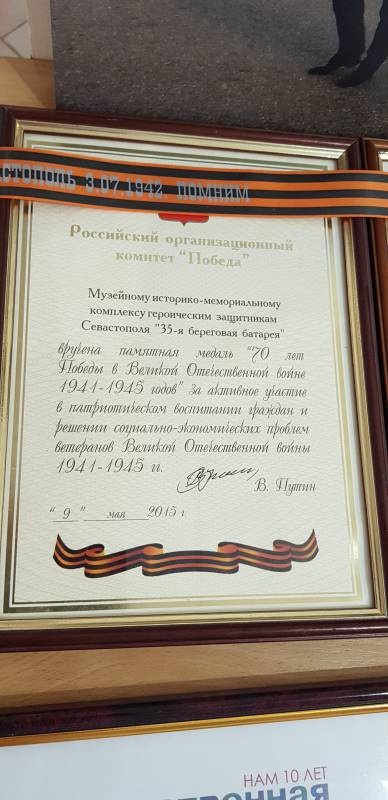 СТОПОЛЬ 3.07.1942. ПОМНИМ
Российский организационный
комитет "Победа"
Музейному историко-мемориальному
комплексу героическим защитникам
Севастополя "35-я береговая батарея"
вручена памятная медаль "70 лет
Победы в Великой Отечественной войне
1941-1945 годов" за активное участие
в патриотическом воспитании граждан и
решении социально-экономических проблем
ветеранов Великой Отечественной войны
1941-1945 гг.
В. Путин
"9" мая 2015 г.
НАМ 10 ЛЕТ